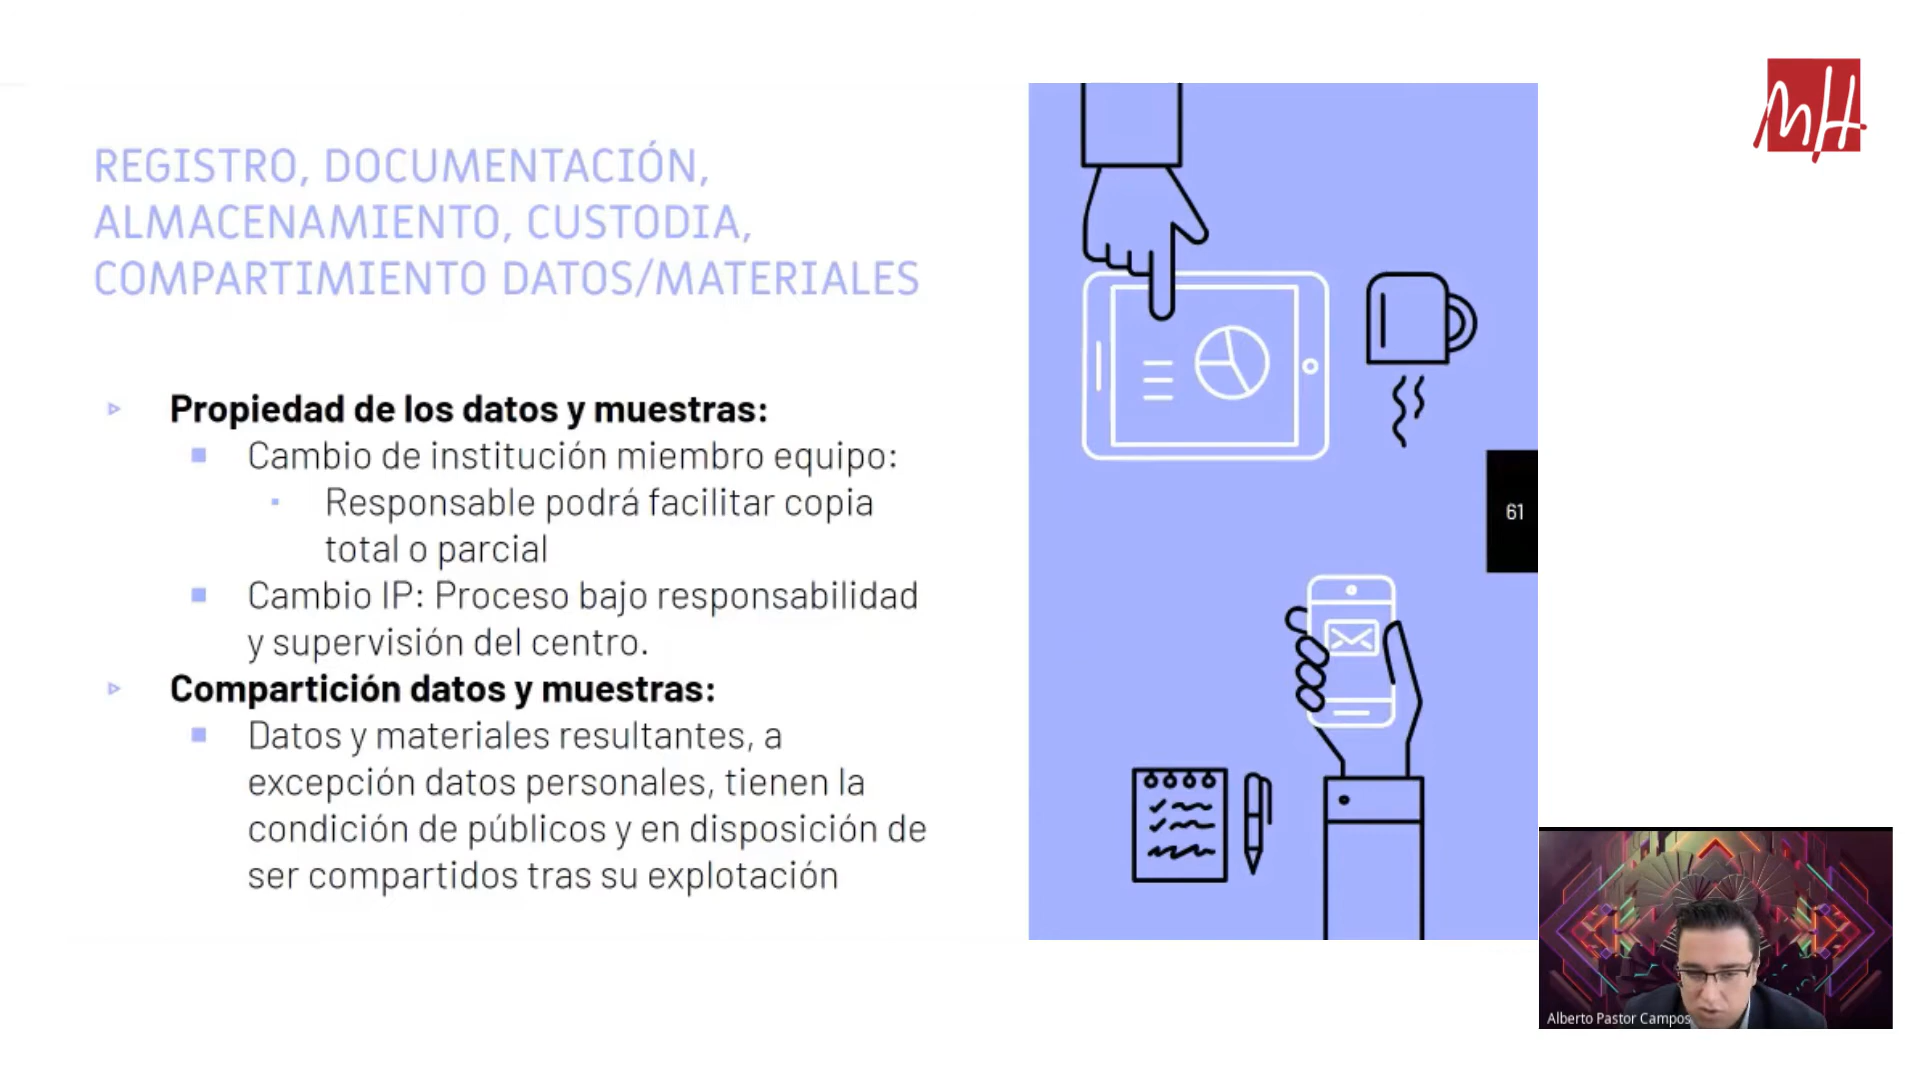 MH
REGISTRO, DOCUMENTACIÓN,
ALMACENAMIENTO, CUSTODIA,
COMPARTIMIENTO DATOS/MATERIALES
Propiedad de los datos y muestras:
Cambio de institución miembro equipo:
Responsable podrá facilitar copia
total o parcial
Cambio IP: Proceso bajo responsabilidad
y supervisión del centro.
Compartición datos y muestras:
Datos y materiales resultantes, a
excepción datos personales, tienen la
condición de públicos y en disposición de
ser compartidos tras su explotación
61
Alberto Pastor Campos